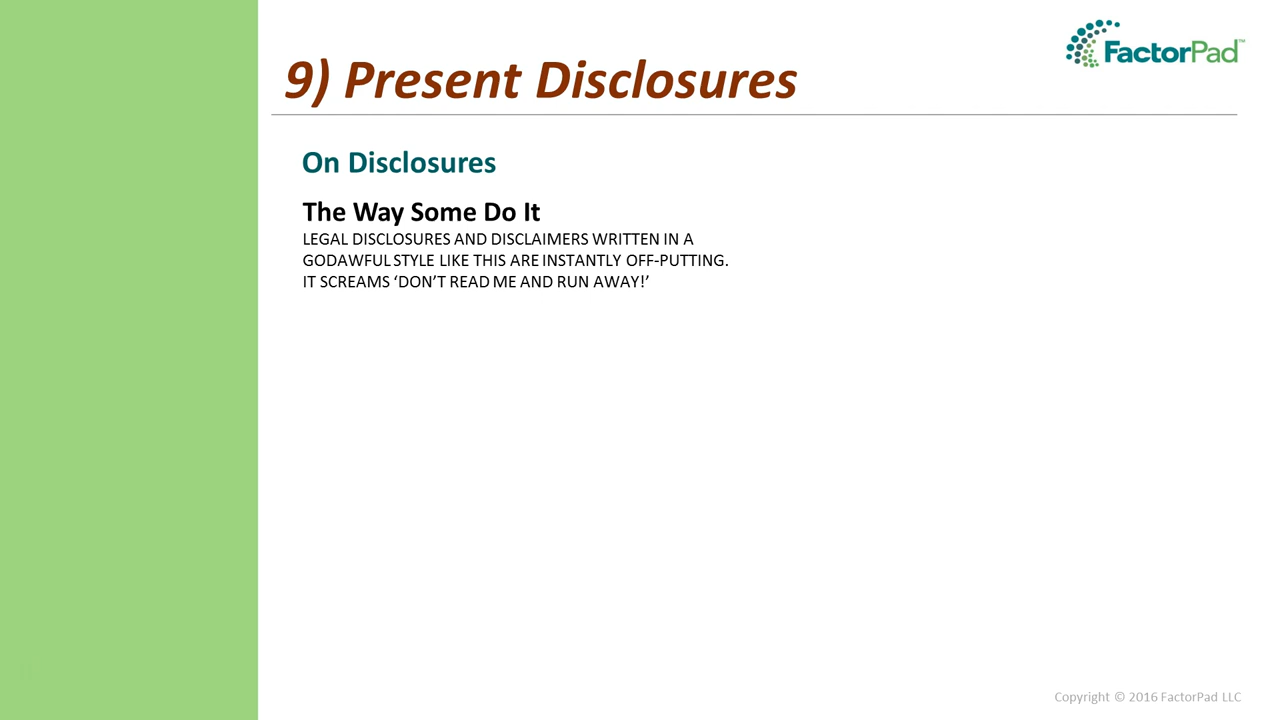 FactorPad™
9) Present Disclosures
On Disclosures
The Way Some Do It
LEGAL DISCLOSURES AND DISCLAIMERS WRITTEN IN A
GODAWFUL STYLE LIKE THIS ARE INSTANTLY OFF-PUTTING.
IT SCREAMS ‘DON’T READ ME AND RUN AWAY!’
Copyright © 2016 FactorPad LLC